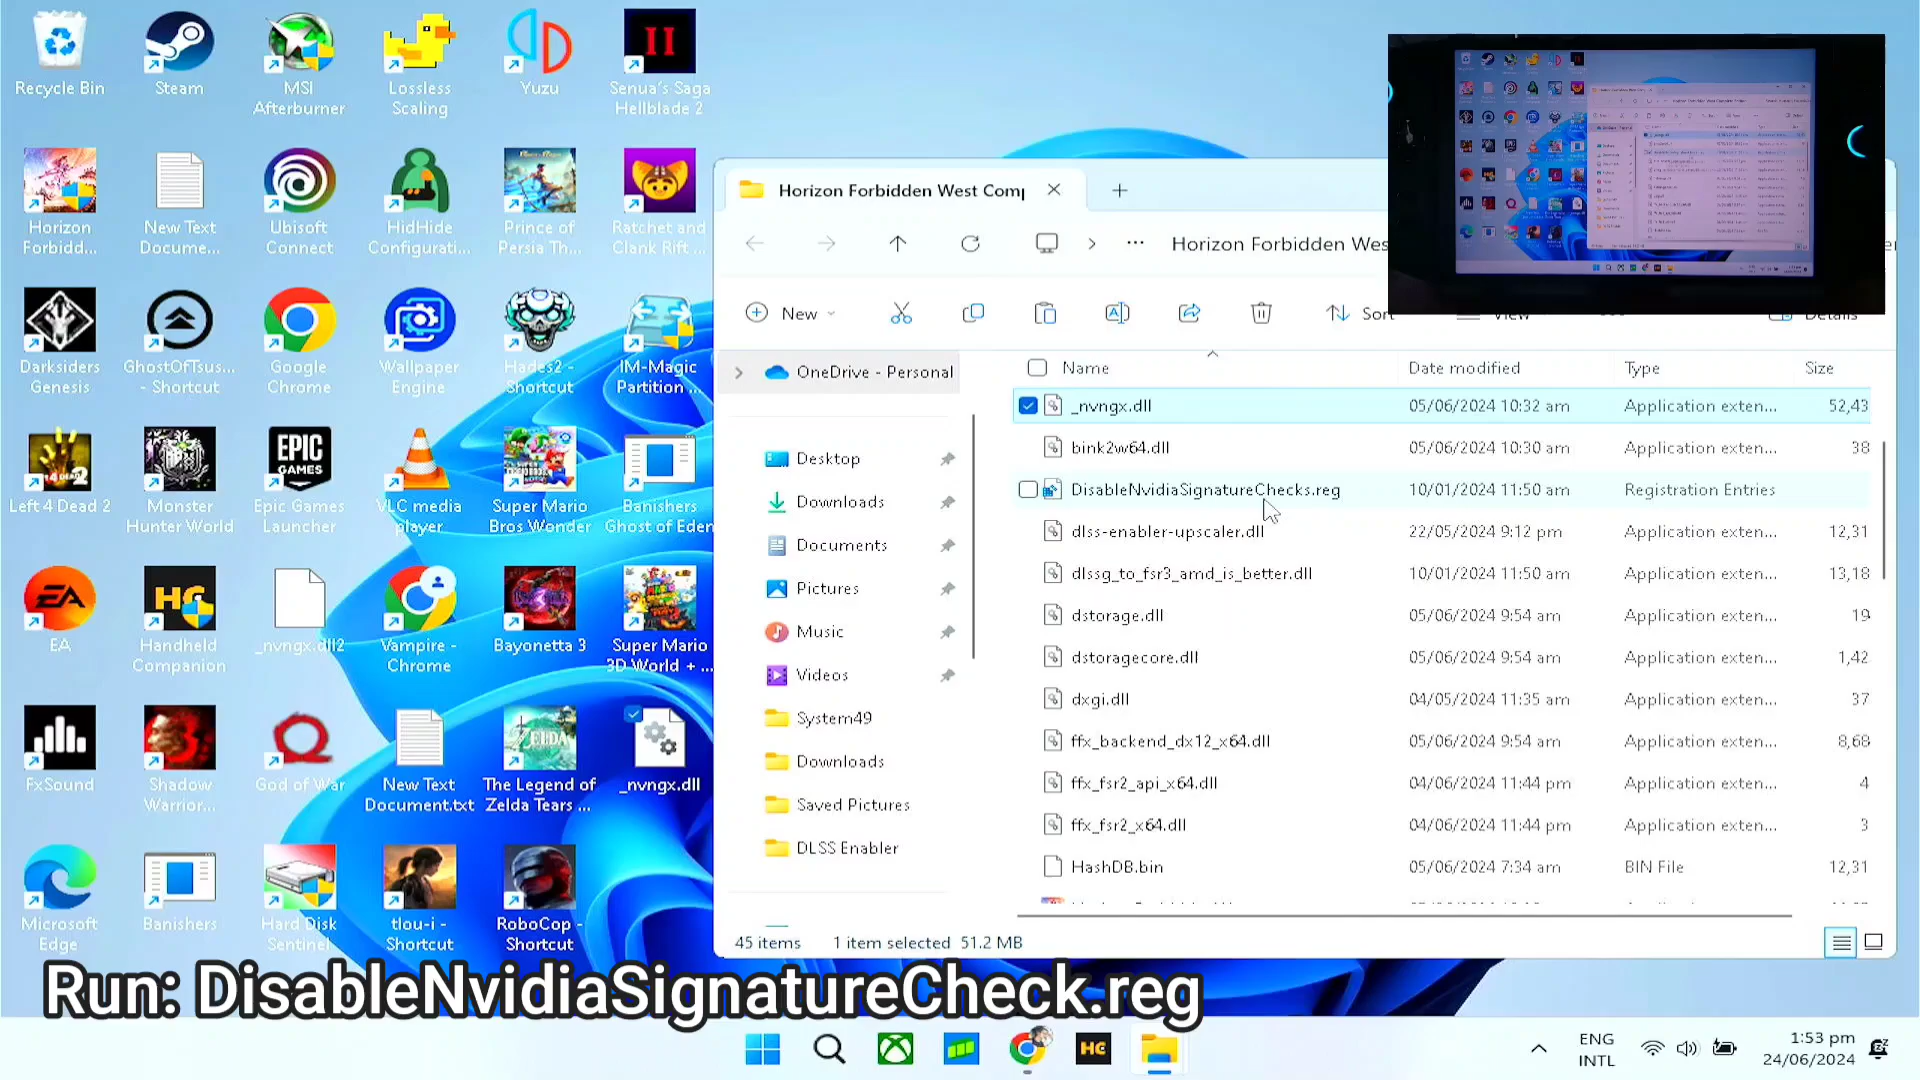 Recycle Bin
Steam
MSI
Afterburner
Lossless
Scaling
Yuzu
Senua's Saga
Hellblade 2
Horizon
Forbidd...
New Text
Docume...
Ubisoft
Connect
HidHide
Configurati...
Prince of
Persia Th...
Ratchet and
Clank Rift ...
Darksiders
Genesis
GhostOfTsus...
- Shortcut
Google
Chrome
Wallpaper
Engine
Hades2 -
Shortcut
IM-Magic
Partition ...
Left 4 Dead 2
Monster
Hunter World
EPIC
GAMES
Epic Games
Launcher
VLC media
player
Super Mario
Bros Wonder
Banishers
Ghost of Eden
EA
Handheld
Companion
_nvngx.dll2
Vampire -
Chrome
Bayonetta 3
Super Mario
3D World + ...
FxSound
Shadow
Warrior...
God of War
New Text
Document.txt
The Legend of
Zelda Tears ...
_nvngx.dll
Microsoft
Edge
Banishers
Hard Disk
Sentinel
tlou-i -
Shortcut
RoboCop -
Shortcut
Horizon Forbidden West Comp
Horizon Forbidden Wes
New
Sort
View
Details
OneDrive - Personal
Desktop
Downloads
Documents
Pictures
Music
Videos
System49
Downloads
Saved Pictures
DLSS Enabler
Name Date modified Type Size
_nvngx.dll 05/06/2024 10:32 am Application exten... 52,43
bink2w64.dll 05/06/2024 10:30 am Application exten... 38
DisableNvidiaSignatureChecks.reg 10/01/2024 11:50 am Registration Entries
dlss-enabler-upscaler.dll 22/05/2024 9:12 pm Application exten... 12,31
dlssg_to_fsr3_amd_is_better.dll 10/01/2024 11:50 am Application exten... 13,18
dstorage.dll 05/06/2024 9:54 am Application exten... 19
dstoragecore.dll 05/06/2024 9:54 am Application exten... 1,42
dxgi.dll 04/05/2024 11:35 am Application exten... 37
ffx_backend_dx12_x64.dll 05/06/2024 9:54 am Application exten... 8,68
ffx_fsr2_api_x64.dll 04/06/2024 11:44 pm Application exten... 4
ffx_fsr2_x64.dll 04/06/2024 11:44 pm Application exten... 3
HashDB.bin 05/06/2024 7:34 am BIN File 12,31
45 items 1 item selected 51.2 MB
Run: DisableNvidiaSignatureCheck.reg
HC
ENG
INTL
1:53 pm
24/06/2024